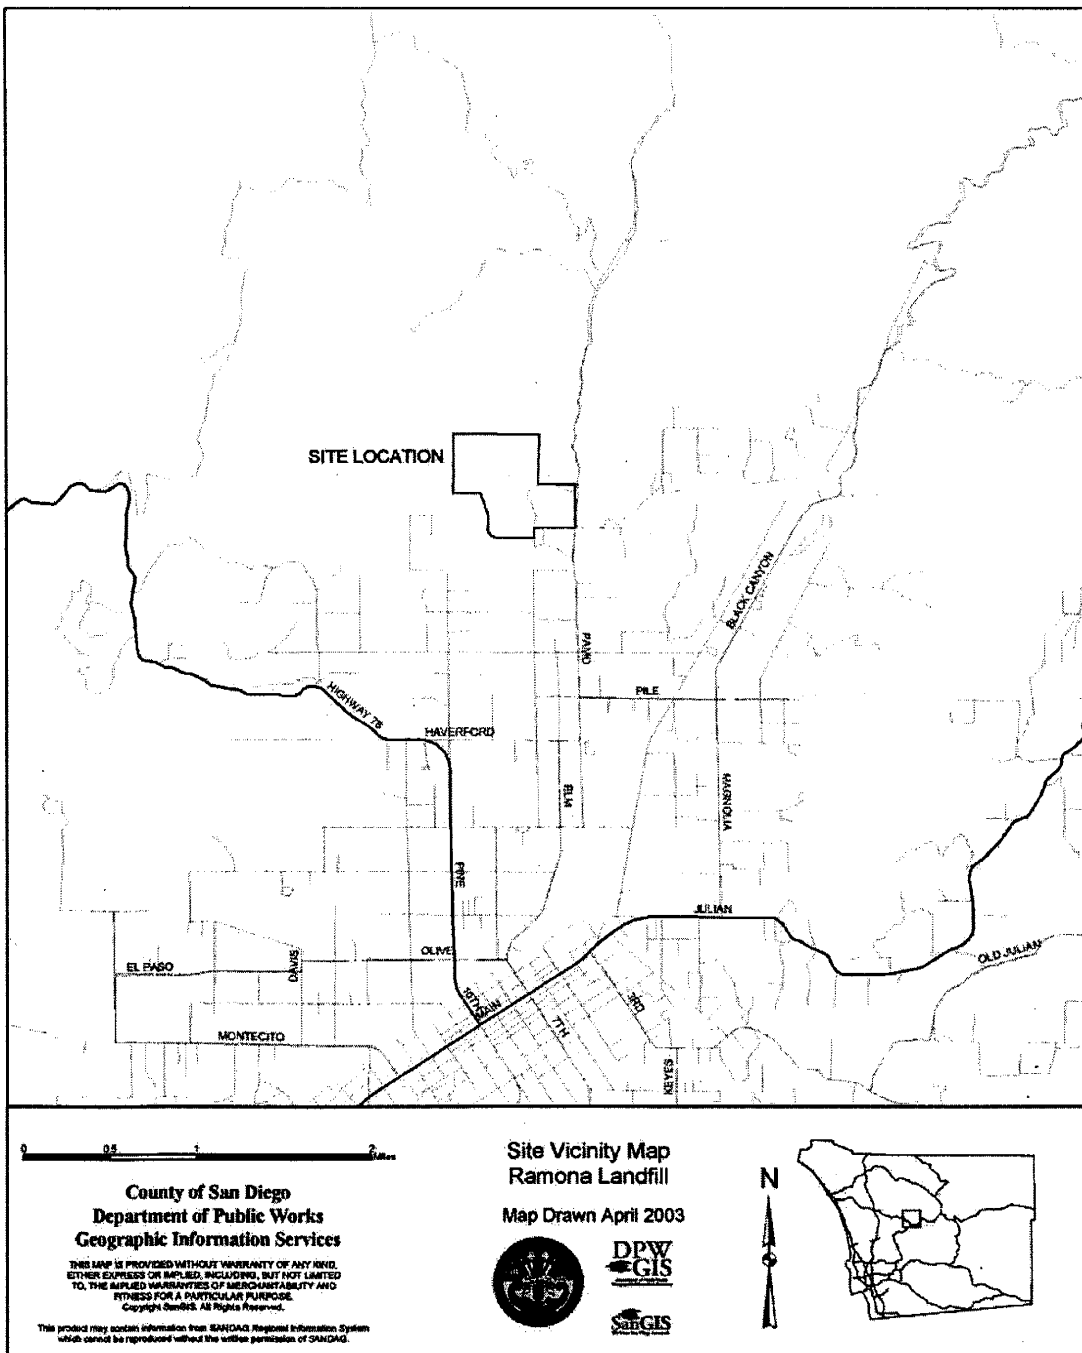 SITE LOCATION
BLACK CANYON
PAMO
PILE
HIGHWAY 78
HAVERFORD
ELM
MAGNOLIA
PINE
JULIAN
OLIVE
DAVIS
EL PASO
OLD JULIAN
10TH
MAIN
3RD
7TH
MONTECITO
KEYES
0 0.5 1 2 Miles
County of San Diego
Department of Public Works
Geographic Information Services
THIS MAP IS PROVIDED WITHOUT WARRANTY OF ANY KIND,
EITHER EXPRESS OR IMPLIED, INCLUDING, BUT NOT LIMITED
TO, THE IMPLIED WARRANTIES OF MERCHANTABILITY AND
FITNESS FOR A PARTICULAR PURPOSE.
Copyright SanGIS. All Rights Reserved.
This product may contain information from SANDAG Regional Information System
which cannot be reproduced without the written permission of SANDAG.
Site Vicinity Map
Ramona Landfill
Map Drawn April 2003
DPW
GIS
SanGIS
N